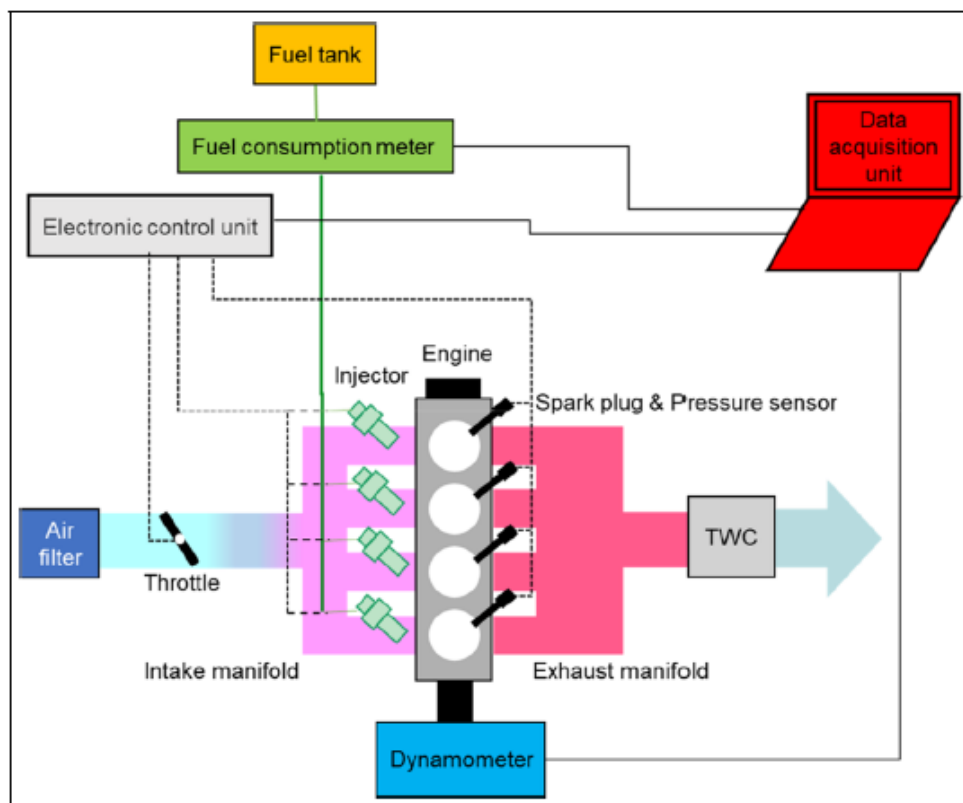 Fuel tank
Fuel consumption meter
Data
acquisition
unit
Electronic control unit
Engine
Injector
Spark plug & Pressure sensor
Air
filter
Throttle
TWC
Intake manifold
Exhaust manifold
Dynamometer